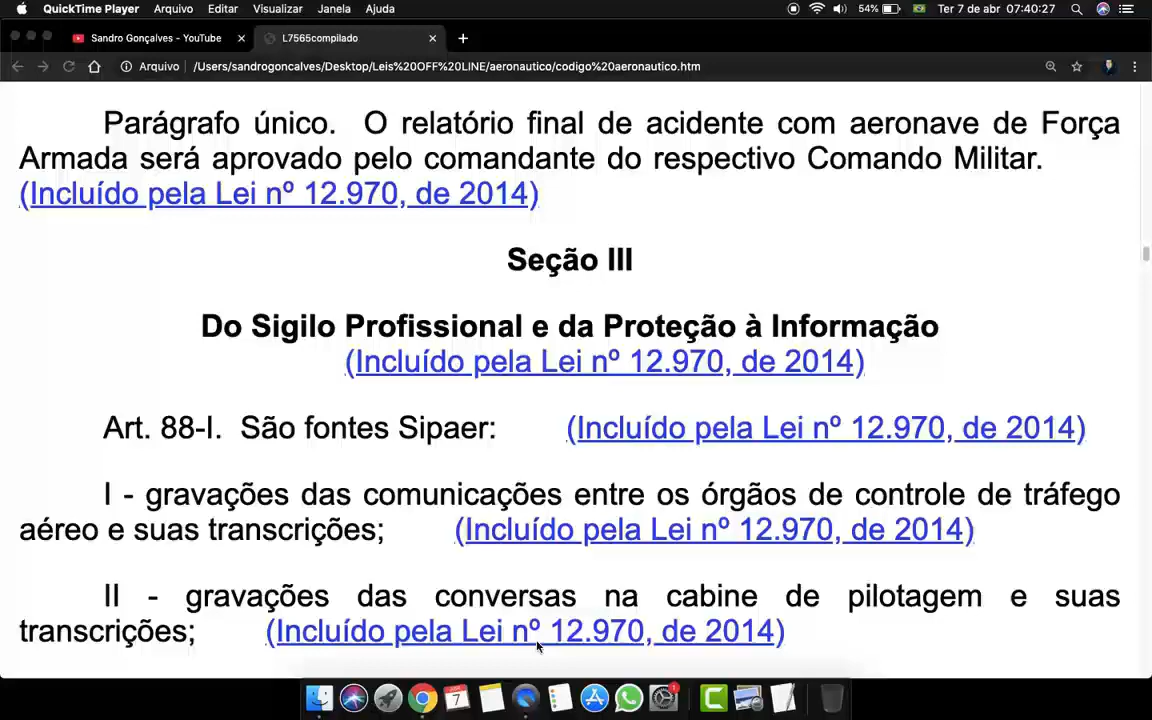 QuickTime Player Arquivo Editar Visualizar Janela Ajuda 54% Ter 7 de abr 07:40:27
Sandro Gonçalves - YouTube L7565compilado
Arquivo /Users/sandrogoncalves/Desktop/Leis%20OFF%20LINE/aeronautico/codigo%20aeronautico.htm
Parágrafo único. O relatório final de acidente com aeronave de Força
Armada será aprovado pelo comandante do respectivo Comando Militar.
(Incluído pela Lei nº 12.970, de 2014)
Seção III
Do Sigilo Profissional e da Proteção à Informação
(Incluído pela Lei nº 12.970, de 2014)
Art. 88-I. São fontes Sipaer: (Incluído pela Lei nº 12.970, de 2014)
I - gravações das comunicações entre os órgãos de controle de tráfego
aéreo e suas transcrições; (Incluído pela Lei nº 12.970, de 2014)
II - gravações das conversas na cabine de pilotagem e suas
transcrições; (Incluído pela Lei nº 12.970, de 2014)
7
1